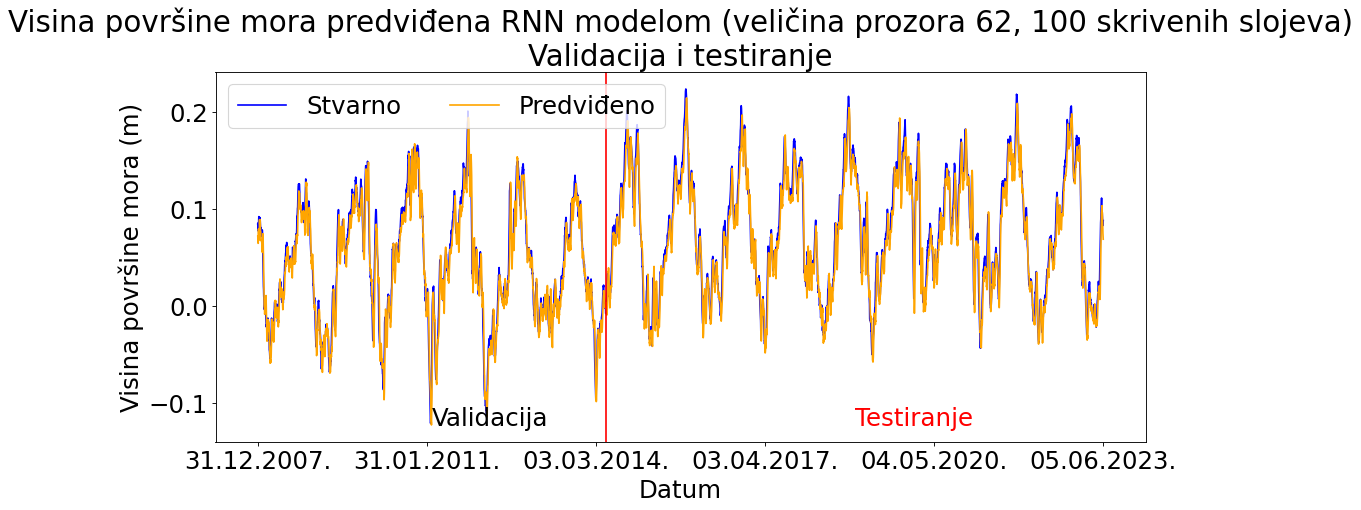 Visina površine mora predviđena RNN modelom (veličina prozora 62, 100 skrivenih slojeva)
Validacija i testiranje
Stvarno
Predviđeno
Visina površine mora (m)
0.2
0.1
0.0
−0.1
Validacija
Testiranje
31.12.2007.
31.01.2011.
03.03.2014.
03.04.2017.
04.05.2020.
05.06.2023.
Datum